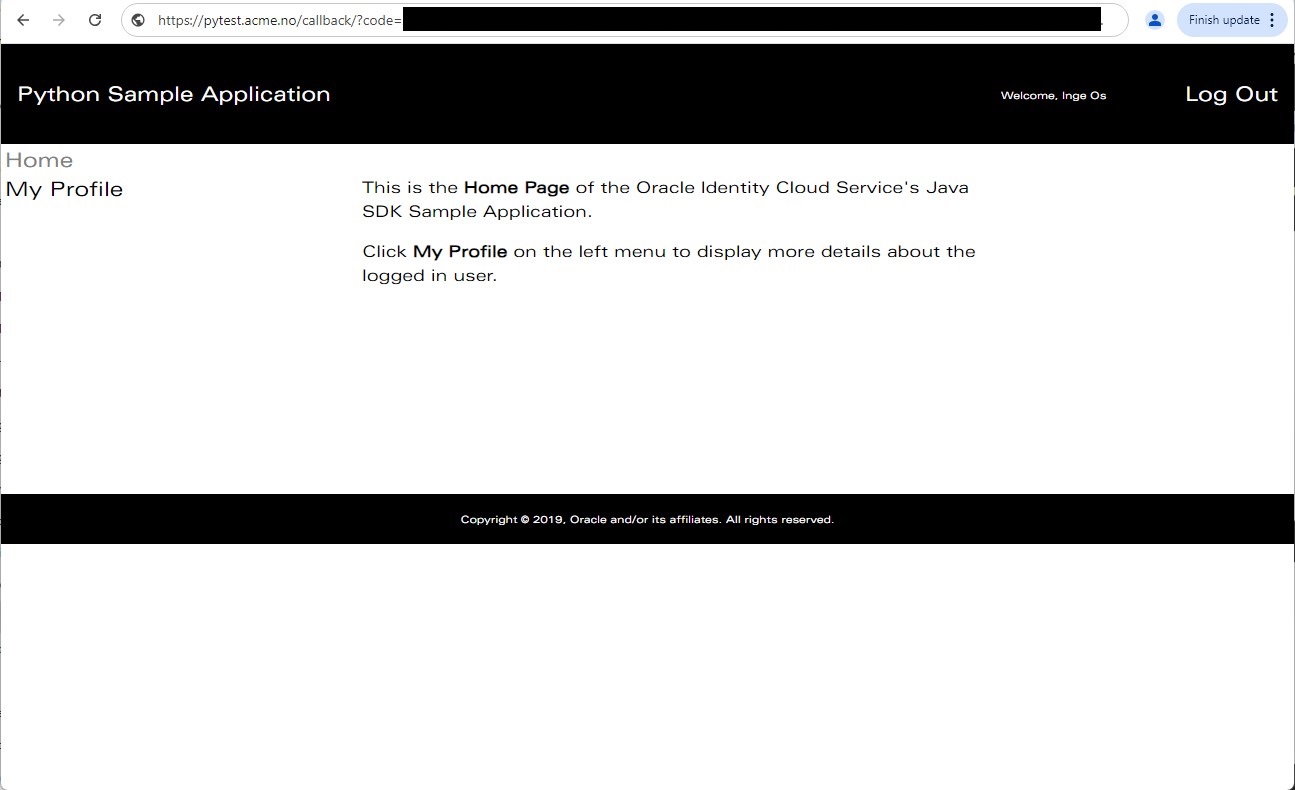 https://pytest.acme.no/callback/?code=
Finish update
Python Sample Application
Welcome, Inge Os
Log Out
Home
My Profile
This is the Home Page of the Oracle Identity Cloud Service's Java
SDK Sample Application.
Click My Profile on the left menu to display more details about the
logged in user.
Copyright © 2019, Oracle and/or its affiliates. All rights reserved.